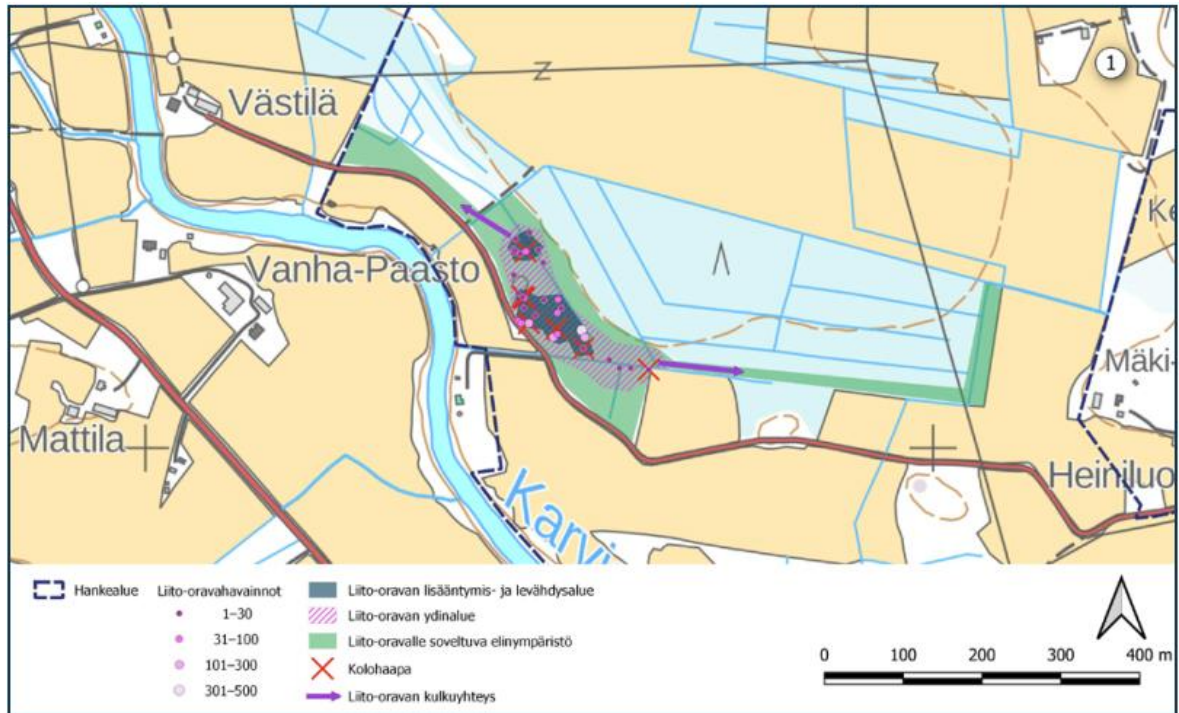 1
Västilä
Z
Ke
Vanha-Paasto
Λ
Mäki-
Mattila
Heiniluo
Karvi
Hankealue
Liito-oravahavainnot
1–30
31–100
101–300
301–500
Liito-oravan lisääntymis- ja levähdysalue
Liito-oravan ydinalue
Liito-oravalle soveltuva elinympäristö
Kolohaapa
Liito-oravan kulkuyhteys
0 100 200 300 400 m